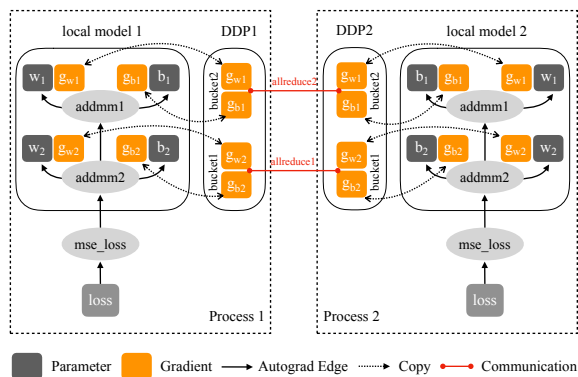 local model 1
DDP1
DDP2
local model 2
w1 gw1 gb1 b1
gw1
gb1
bucket2
allreduce2
gw1
gb1
bucket2
b1 gb1 gw1 w1
addmm1
addmm1
w2 gw2 gb2 b2
gw2
gb2
bucket1
allreduce1
gw2
gb2
bucket1
b2 gb2 gw2 w2
addmm2
addmm2
mse_loss
mse_loss
loss
loss
Process 1
Process 2
Parameter
Gradient
Autograd Edge
Copy
Communication